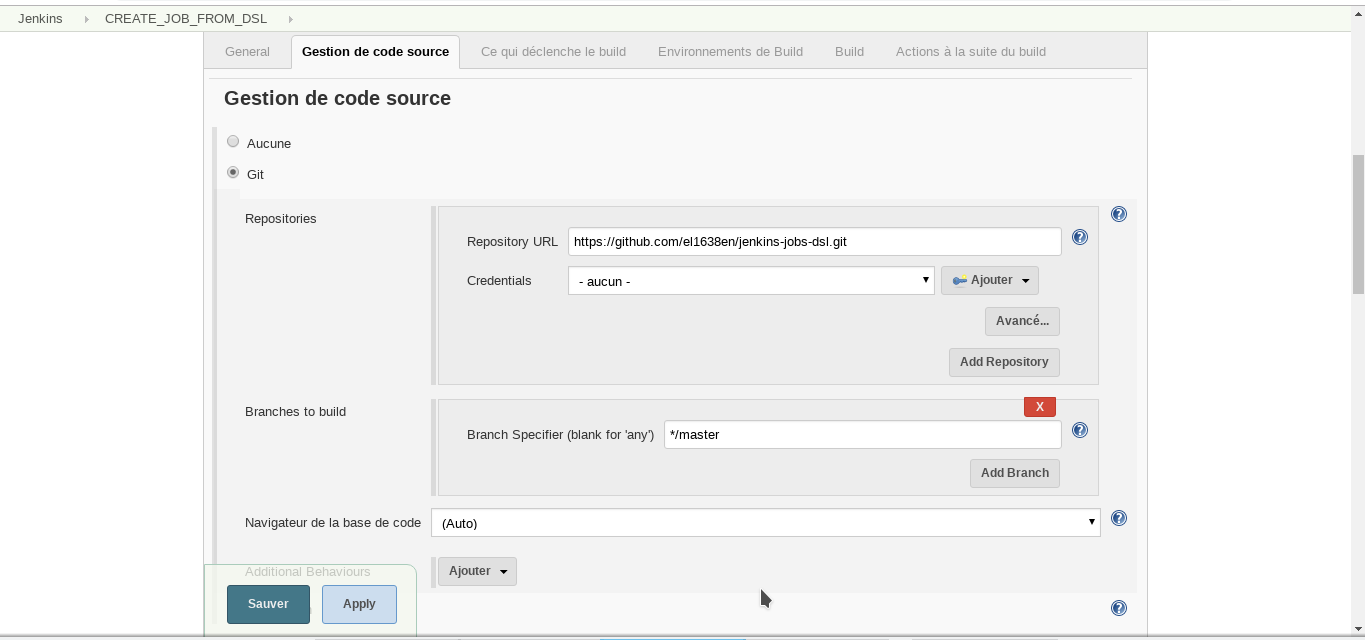 Jenkins CREATE_JOB_FROM_DSL
General Gestion de code source Ce qui déclenche le build Environnements de Build Build Actions à la suite du build
Gestion de code source
Aucune
Git
Repositories
Repository URL https://github.com/el1638en/jenkins-jobs-dsl.git
Credentials - aucun - Ajouter
Avancé...
Add Repository
Branches to build
X
Branch Specifier (blank for 'any') */master
Add Branch
Navigateur de la base de code (Auto)
Additional Behaviours Ajouter
Sauver Apply